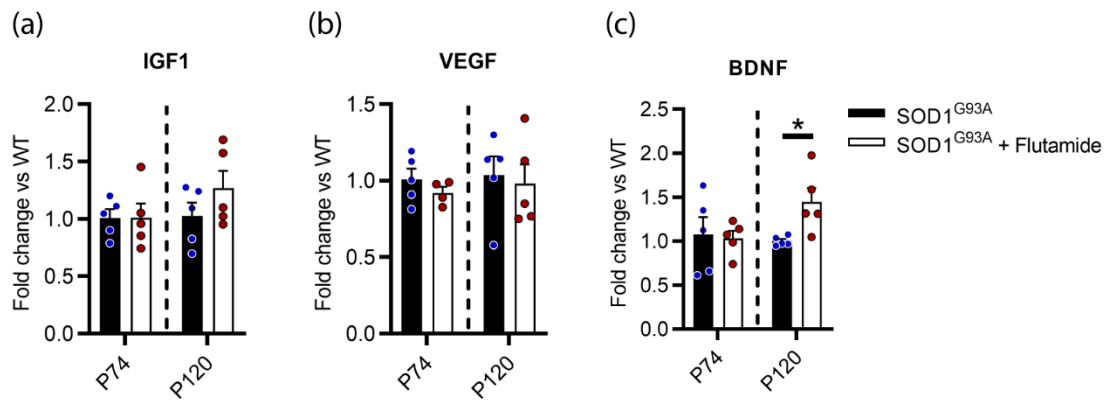 (a)
IGF1
Fold change vs WT
2.0
1.5
1.0
0.5
0.0
P74
P120
(b)
VEGF
Fold change vs WT
1.5
1.0
0.5
0.0
P74
P120
(c)
BDNF
Fold change vs WT
2.5
2.0
1.5
1.0
0.5
0.0
*
P74
P120
SOD1G93A
SOD1G93A + Flutamide